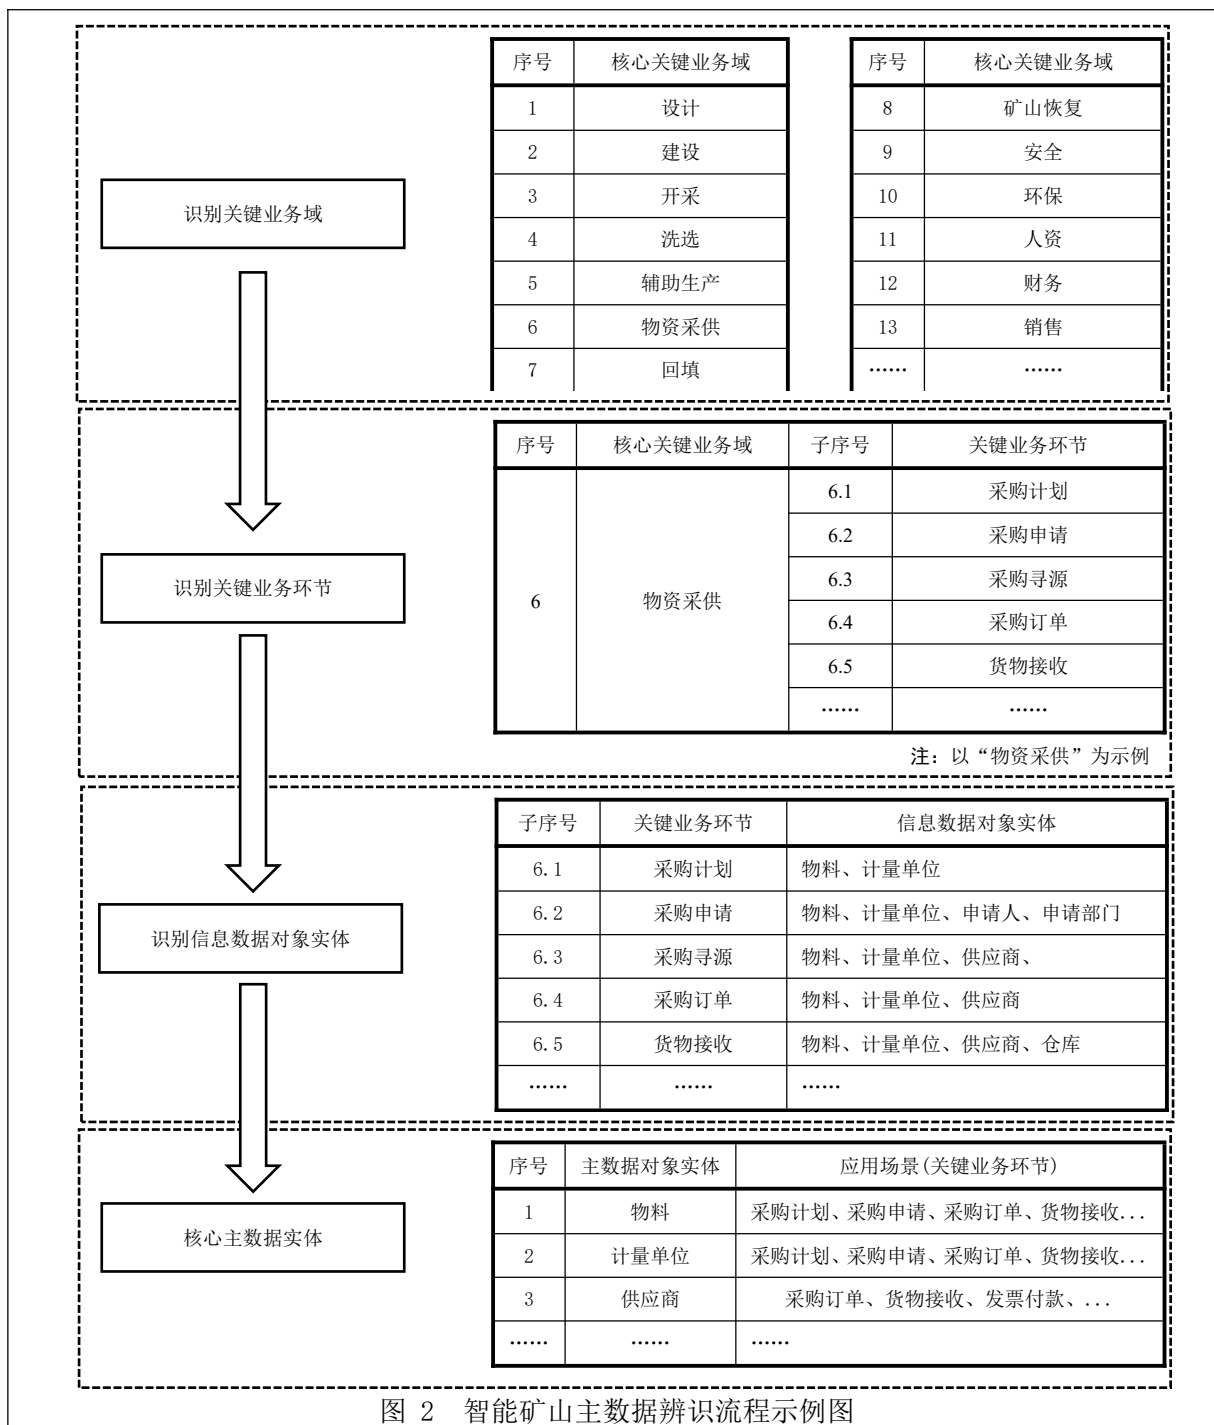 识别关键业务域
序号 核心关键业务域
1 设计
2 建设
3 开采
4 洗选
5 辅助生产
6 物资采供
7 回填
序号 核心关键业务域
8 矿山恢复
9 安全
10 环保
11 人资
12 财务
13 销售
…… ……
识别关键业务环节
序号 核心关键业务域 子序号 关键业务环节
6 物资采供
6.1 采购计划
6.2 采购申请
6.3 采购寻源
6.4 采购订单
6.5 货物接收
…… ……
注：以“物资采供”为示例
识别信息数据对象实体
子序号 关键业务环节 信息数据对象实体
6.1 采购计划 物料、计量单位
6.2 采购申请 物料、计量单位、申请人、申请部门
6.3 采购寻源 物料、计量单位、供应商、
6.4 采购订单 物料、计量单位、供应商
6.5 货物接收 物料、计量单位、供应商、仓库
…… …… ……
核心主数据实体
序号 主数据对象实体 应用场景(关键业务环节)
1 物料 采购计划、采购申请、采购订单、货物接收...
2 计量单位 采购计划、采购申请、采购订单、货物接收...
3 供应商 采购订单、货物接收、发票付款、...
…… …… ……
图 2 智能矿山主数据辨识流程示例图